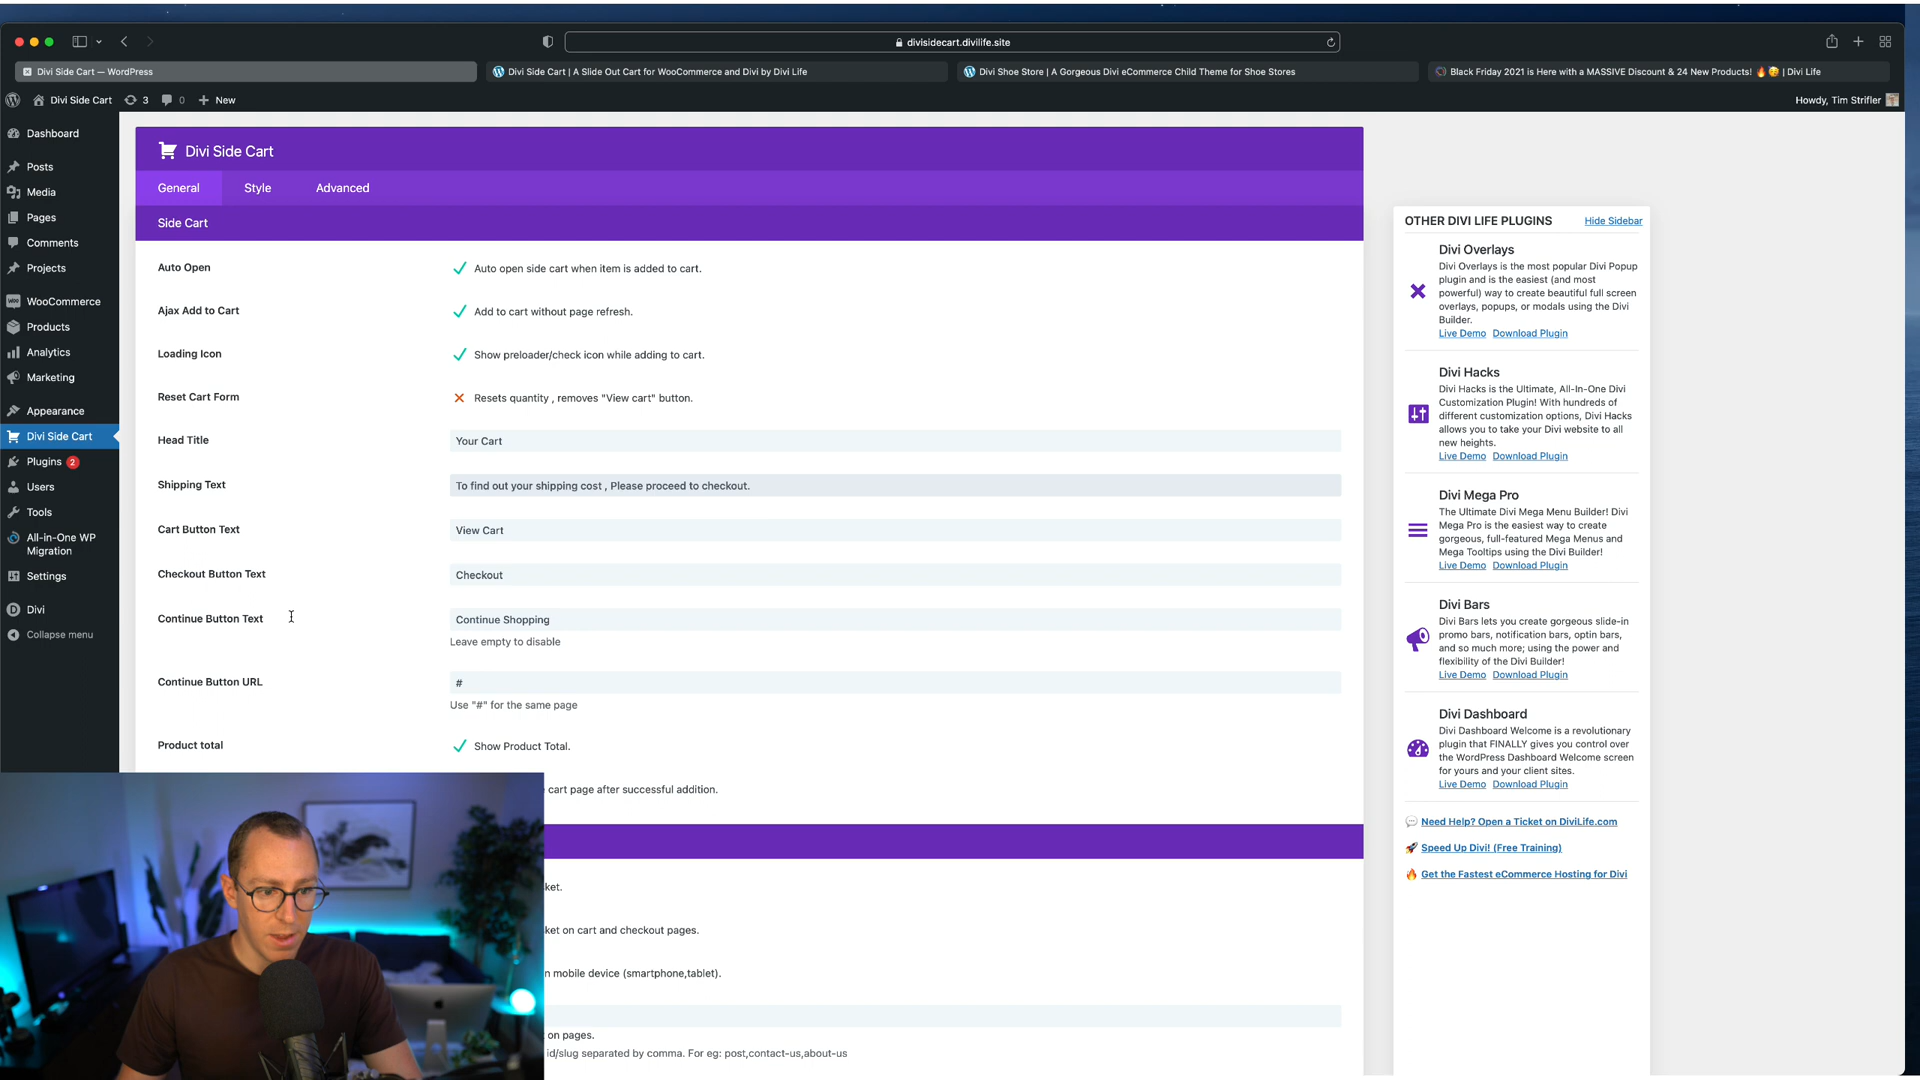 divisidecart.divilife.site
Divi Side Cart — WordPress
Divi Side Cart | A Slide Out Cart for WooCommerce and Divi by Divi Life
Divi Shoe Store | A Gorgeous Divi eCommerce Child Theme for Shoe Stores
Black Friday 2021 is Here with a MASSIVE Discount & 24 New Products! 🔥🥳 | Divi Life
Divi Side Cart
3
0
New
Howdy, Tim Strifler
Dashboard
Posts
Media
Pages
Comments
Projects
WooCommerce
Products
Analytics
Marketing
Appearance
Divi Side Cart
Plugins 2
Users
Tools
All-in-One WP
Migration
Settings
Divi
Collapse menu
Divi Side Cart
General
Style
Advanced
Side Cart
Auto Open
Auto open side cart when item is added to cart.
Ajax Add to Cart
Add to cart without page refresh.
Loading Icon
Show preloader/check icon while adding to cart.
Reset Cart Form
Resets quantity , removes "View cart" button.
Head Title
Your Cart
Shipping Text
To find out your shipping cost , Please proceed to checkout.
Cart Button Text
View Cart
Checkout Button Text
Checkout
Continue Button Text
Continue Shopping
Leave empty to disable
Continue Button URL
#
Use "#" for the same page
Product total
Show Product Total.
cart page after successful addition.
ket.
ket on cart and checkout pages.
n mobile device (smartphone,tablet).
on pages.
id/slug separated by comma. For eg: post,contact-us,about-us
OTHER DIVI LIFE PLUGINS
Hide Sidebar
Divi Overlays
Divi Overlays is the most popular Divi Popup
plugin and is the easiest (and most
powerful) way to create beautiful full screen
overlays, popups, or modals using the Divi
Builder.
Live Demo Download Plugin
Divi Hacks
Divi Hacks is the Ultimate, All-In-One Divi
Customization Plugin! With hundreds of
different customization options, Divi Hacks
allows you to take your Divi website to all
new heights.
Live Demo Download Plugin
Divi Mega Pro
The Ultimate Divi Mega Menu Builder! Divi
Mega Pro is the easiest way to create
gorgeous, full-featured Mega Menus and
Mega Tooltips using the Divi Builder!
Live Demo Download Plugin
Divi Bars
Divi Bars lets you create gorgeous slide-in
promo bars, notification bars, optin bars,
and so much more; using the power and
flexibility of the Divi Builder!
Live Demo Download Plugin
Divi Dashboard
Divi Dashboard Welcome is a revolutionary
plugin that FINALLY gives you control over
the WordPress Dashboard Welcome screen
for yours and your client sites.
Live Demo Download Plugin
Need Help? Open a Ticket on DiviLife.com
Speed Up Divi! (Free Training)
Get the Fastest eCommerce Hosting for Divi